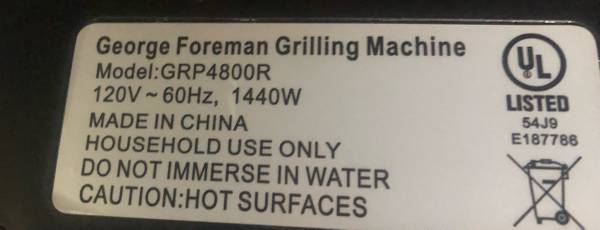 George Foreman Grilling Machine
Model:GRP4800R
120V~60Hz, 1440W
MADE IN CHINA
HOUSEHOLD USE ONLY
DO NOT IMMERSE IN WATER
CAUTION:HOT SURFACES
UL
LISTED
54J9
E187786